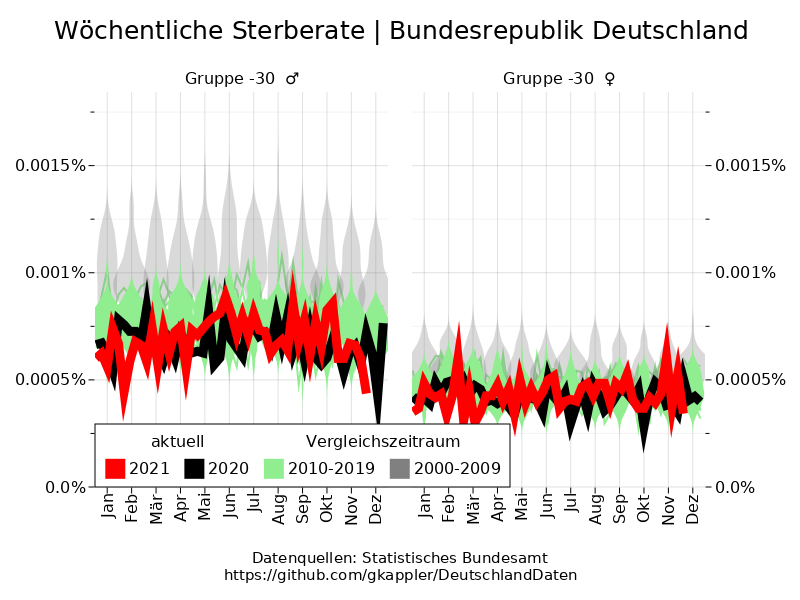 Wöchentliche Sterberate | Bundesrepublik Deutschland
Gruppe -30 ♂
Gruppe -30 ♀
0.0015%
0.001%
0.0005%
0.0%
0.0015%
0.001%
0.0005%
0.0%
aktuell
Vergleichszeitraum
2021
2020
2010-2019
2000-2009
Jan
Feb
Mär
Apr
Mai
Jun
Jul
Aug
Sep
Okt
Nov
Dez
Jan
Feb
Mär
Apr
Mai
Jun
Jul
Aug
Sep
Okt
Nov
Dez
Datenquellen: Statistisches Bundesamt
https://github.com/gkappler/DeutschlandDaten